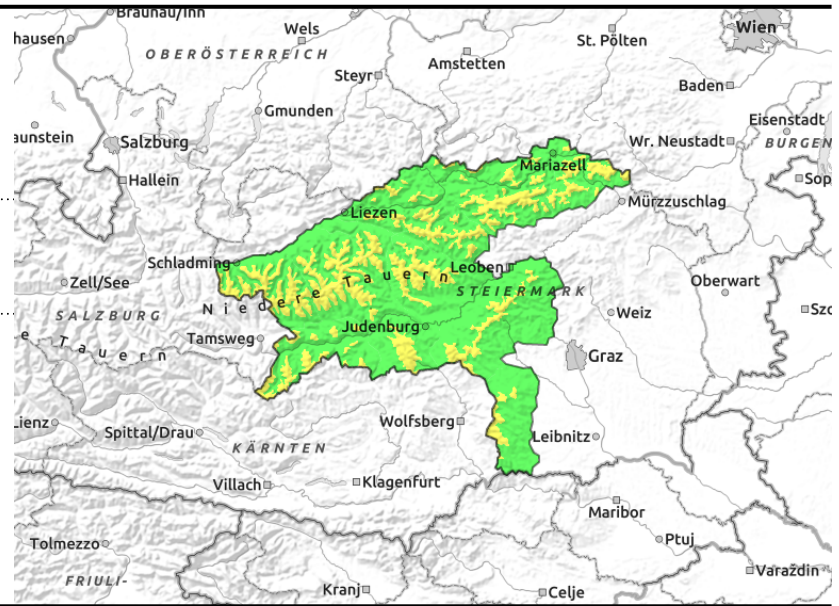 Braunau/Inn
Wels
Wien
hausen
St. Pölten
OBERÖSTERREICH
Amstetten
Steyr
Baden
Gmunden
Eisenstadt
aunstein
Salzburg
Wr. Neustadt
BURGEN
Mariazell
Hallein
Sop
Mürzzuschlag
Liezen
Schladming
Leoben
Zell/See
Niedere Tauern
STEIERMARK
Oberwart
SALZBURG
Weiz
Szo
Judenburg
e Tauern
Tamsweg
Graz
Lienz
Wolfsberg
Spittal/Drau
Leibnitz
KÄRNTEN
Villach
Klagenfurt
Maribor
Tolmezzo
Ptuj
Varaždin
FRIULI-
Kranj
Celje